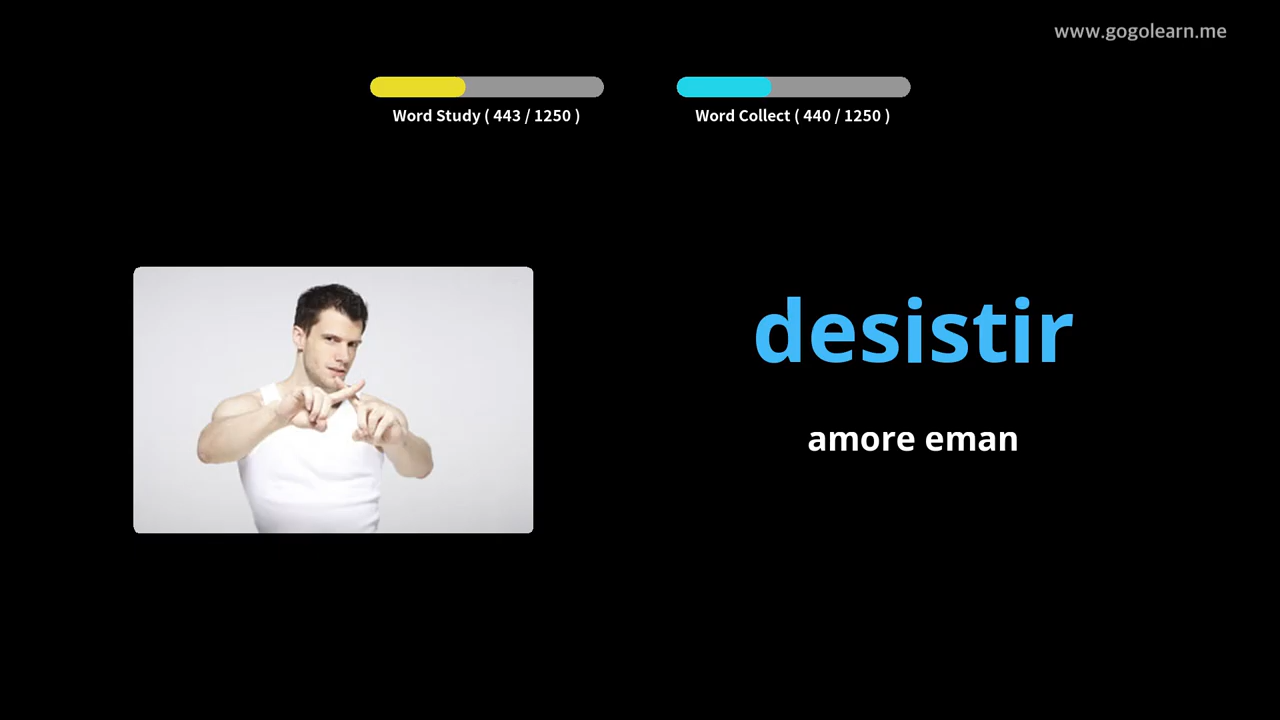 www.gogolearn.me
Word Study ( 443 / 1250 )
Word Collect ( 440 / 1250 )
desistir
amore eman